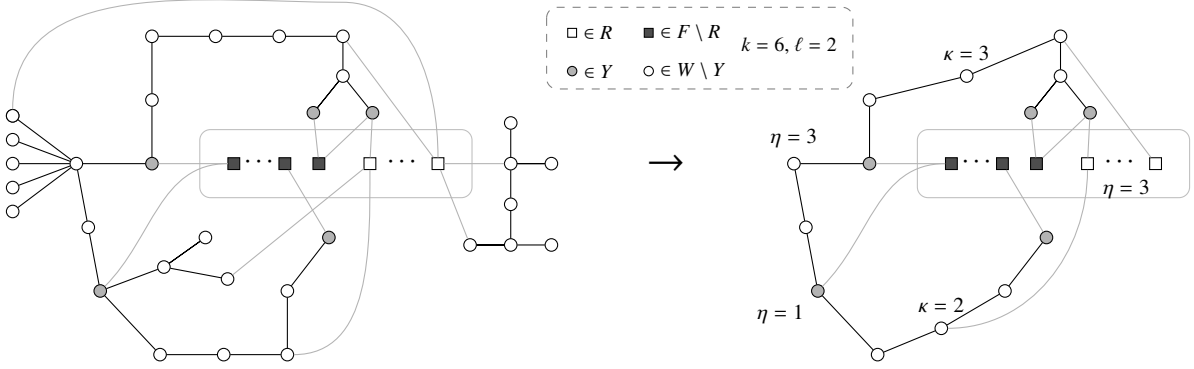 ∈ R ∈ F \ R
k = 6, ℓ = 2
∈ Y ∈ W \ Y
κ = 3
η = 3
η = 3
κ = 2
η = 1